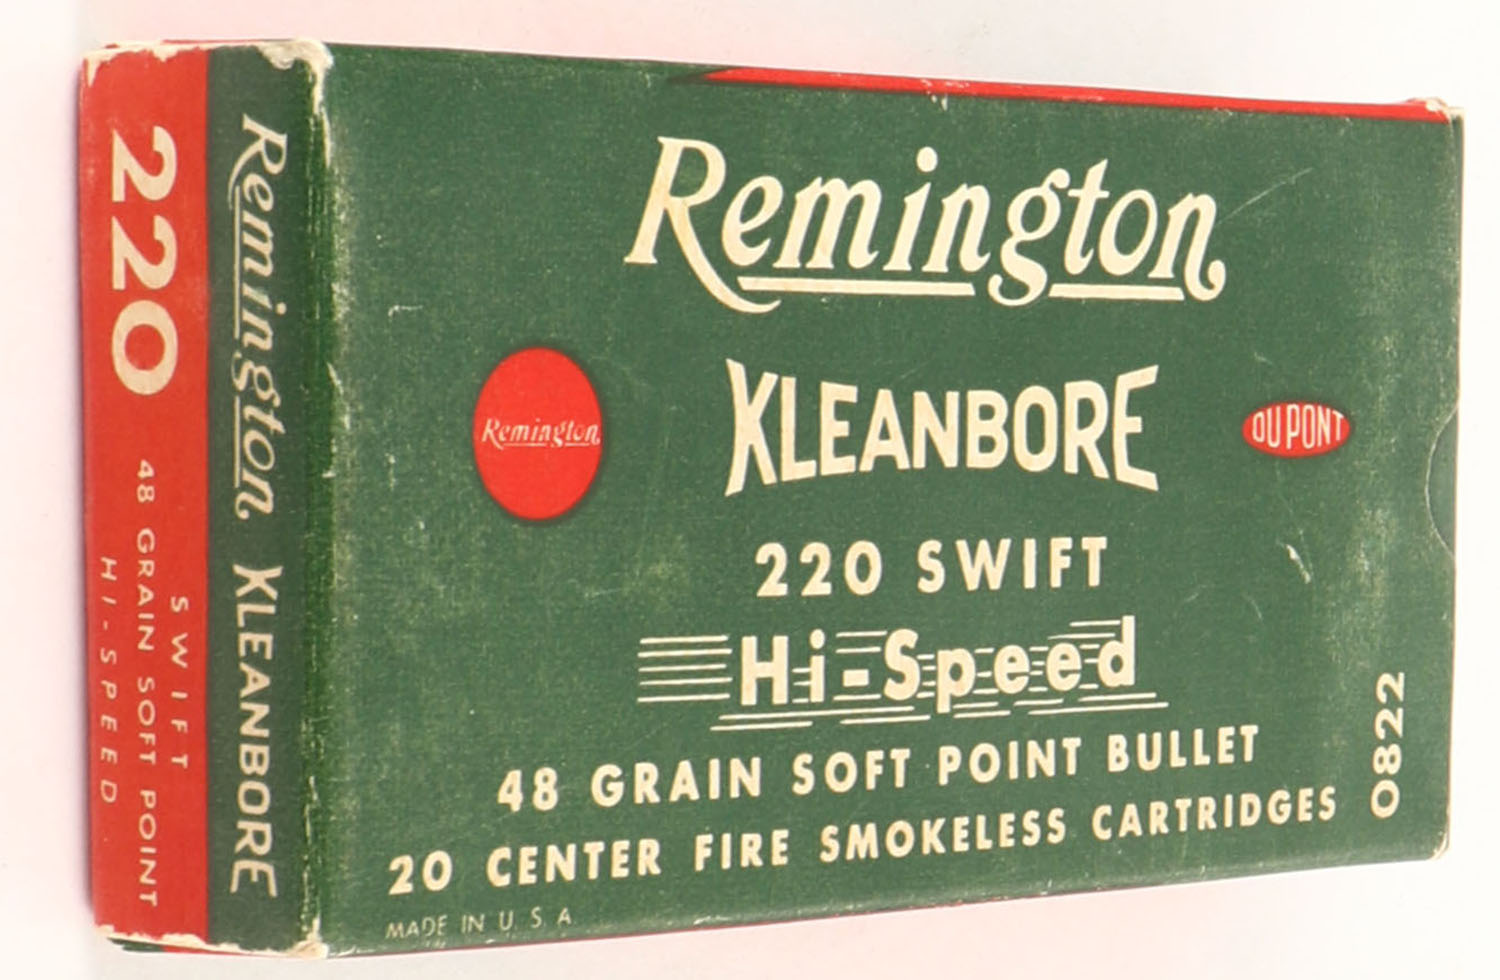 Remington
KLEANBORE
Remington
DU PONT
220 SWIFT
Hi-Speed
48 GRAIN SOFT POINT BULLET
20 CENTER FIRE SMOKELESS CARTRIDGES
MADE IN U. S. A
0822
Remington KLEANBORE
220
SWIFT
48 GRAIN SOFT POINT
HI-SPEED